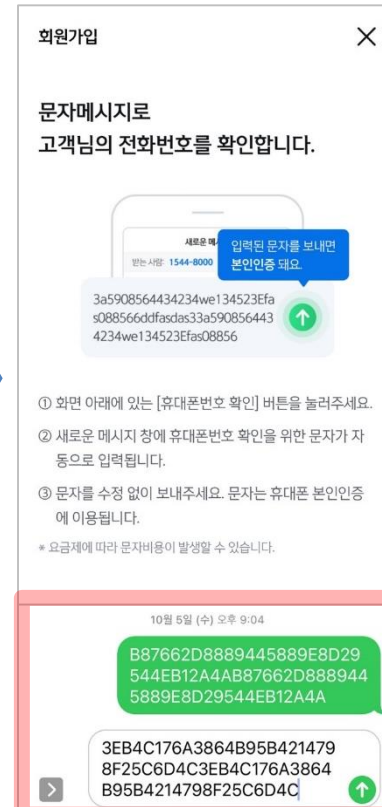 회원가입
문자메시지로
고객님의 전화번호를 확인합니다.
새로운 메
받는사람: 1544-8000
입력된 문자를 보내면
본인인증 돼요.
3a5908564434234we134523Efa
s088566ddfasdas33a590856443
4234we134523Efas08856
① 화면 아래에 있는 [휴대폰번호 확인] 버튼을 눌러주세요.
② 새로운 메시지 창에 휴대폰번호 확인을 위한 문자가 자
동으로 입력됩니다.
③ 문자를 수정 없이 보내주세요. 문자는 휴대폰 본인인증
에 이용됩니다.
* 요금제에 따라 문자비용이 발생할 수 있습니다.
10월 5일 (수) 오후 9:04
B87662D8889445889E8D29
544EB12A4AB87662D888944
5889E8D29544EB12A4A
3EB4C176A3864B95B421479
8F25C6D4C3EB4C176A3864
B95B4214798F25C6D4C